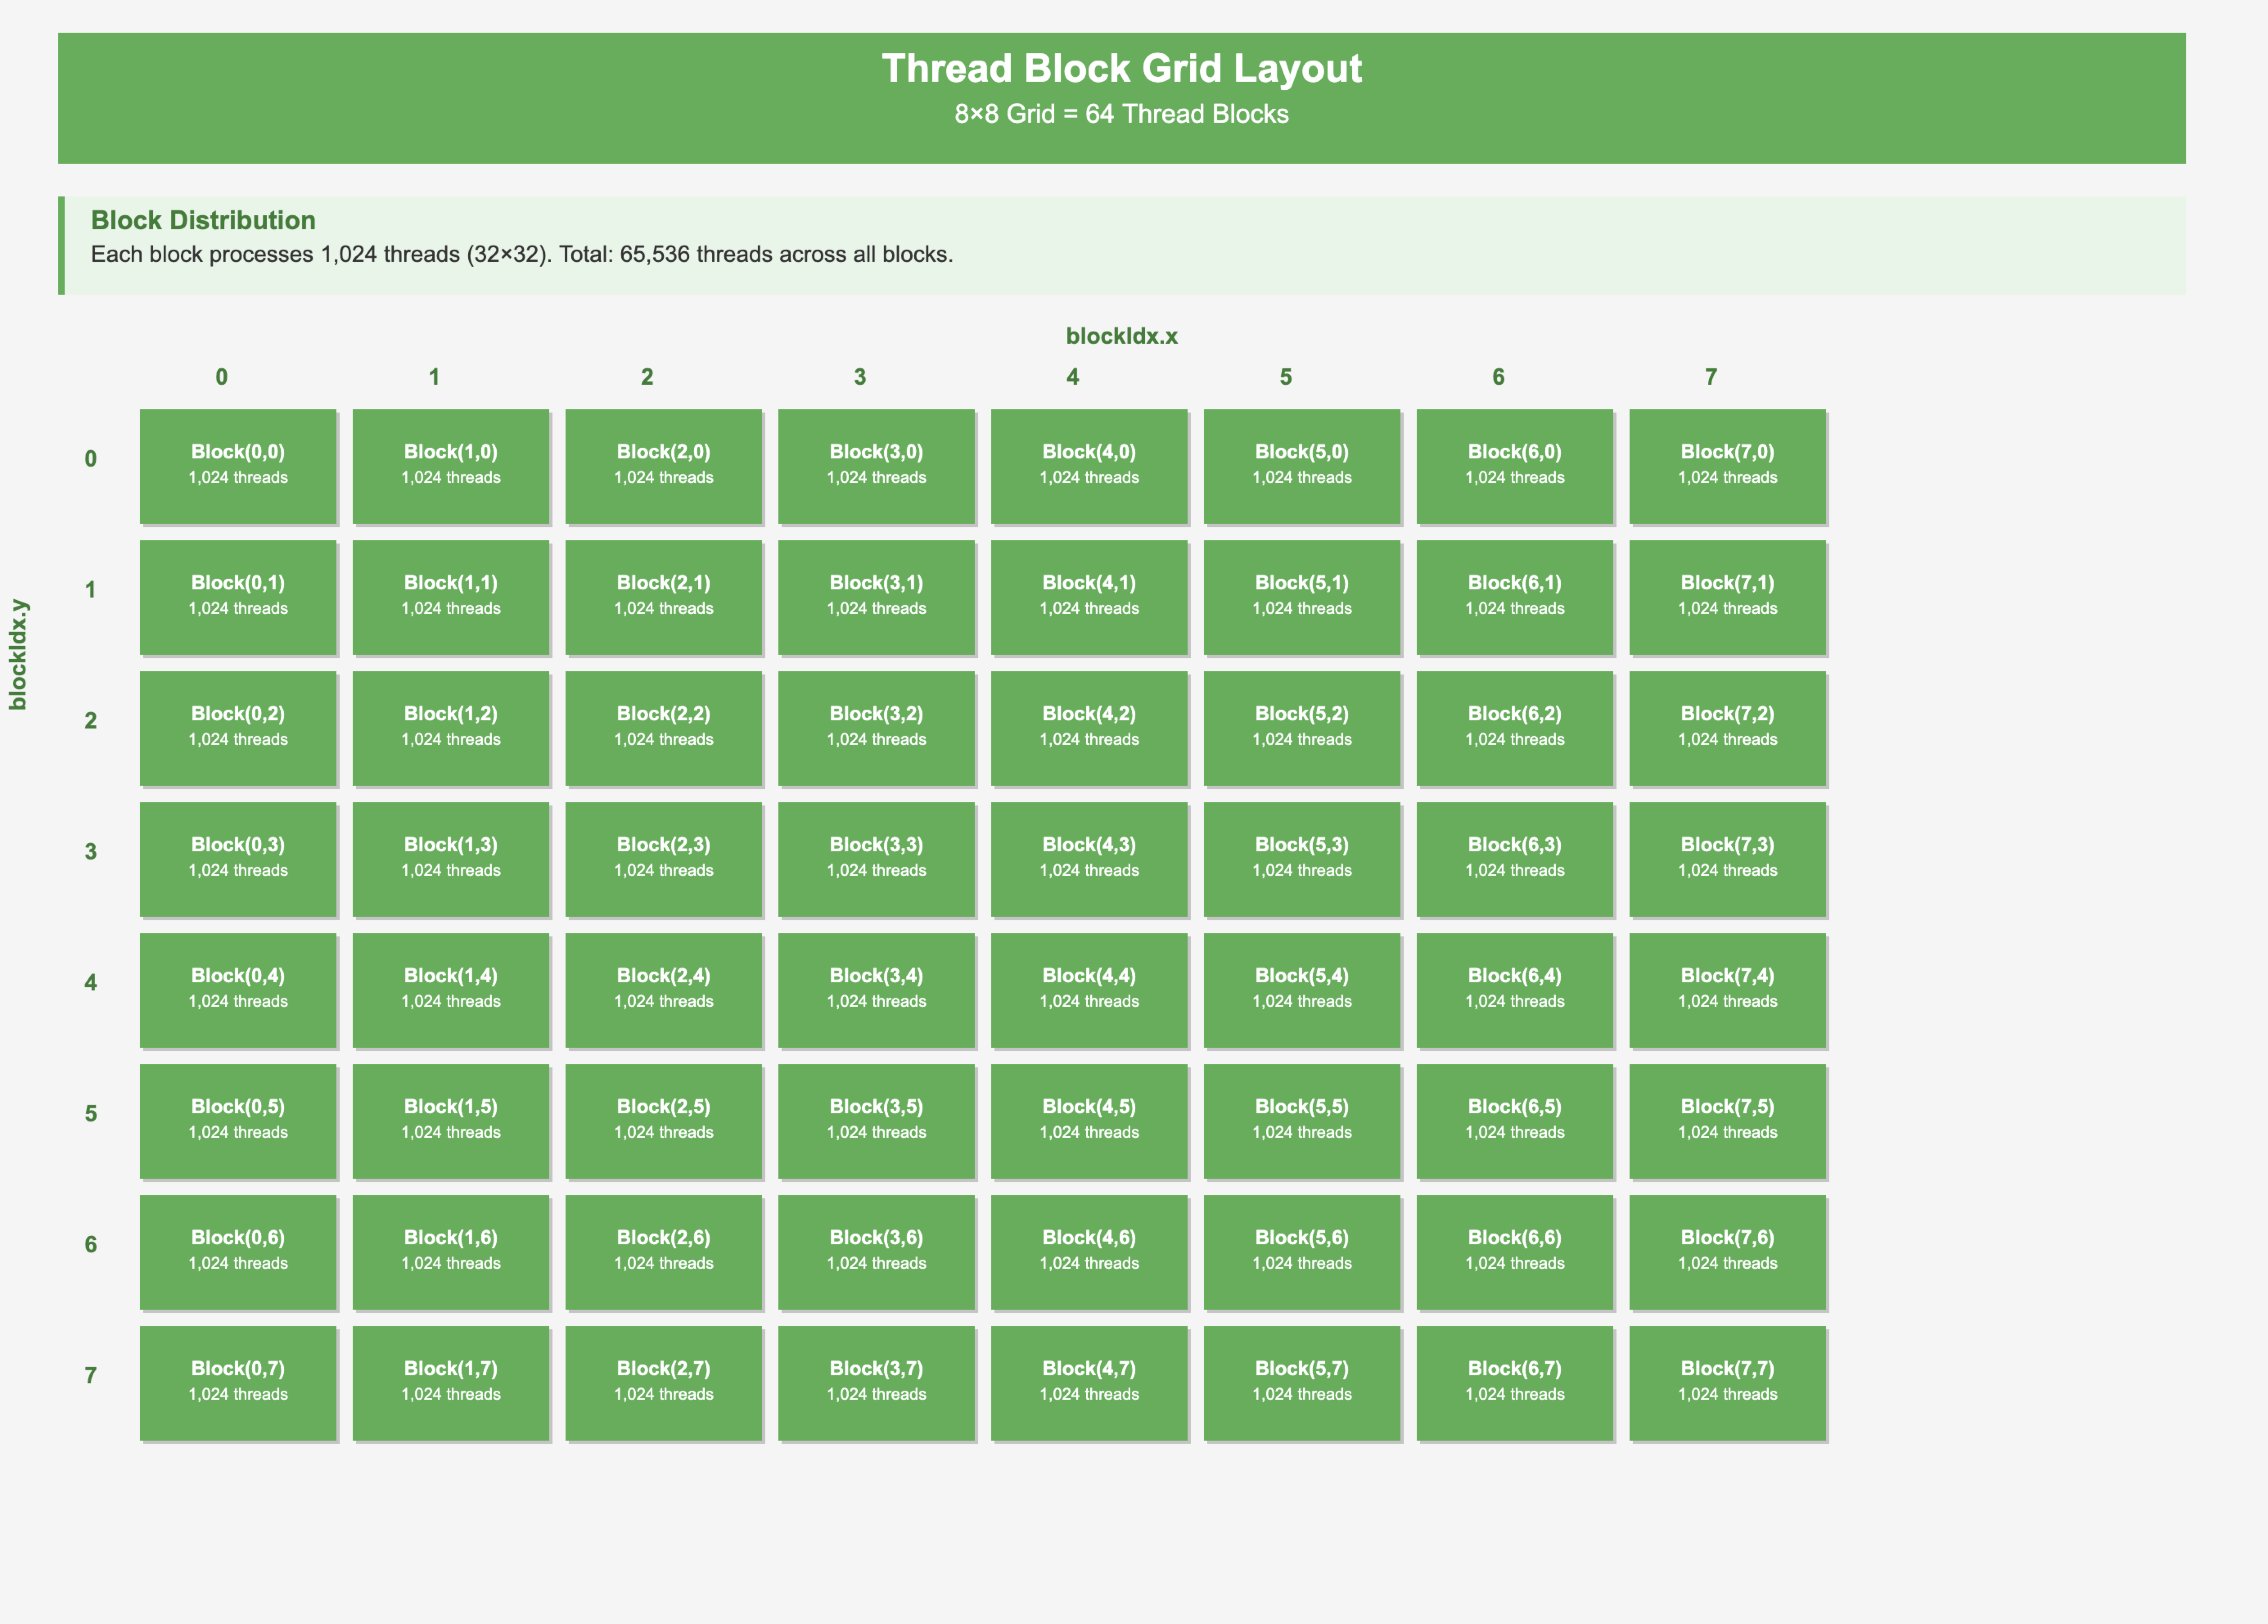 Thread Block Grid Layout
8×8 Grid = 64 Thread Blocks
Block Distribution
Each block processes 1,024 threads (32×32). Total: 65,536 threads across all blocks.
blockIdx.x
0 1 2 3 4 5 6 7
blockIdx.y
0
Block(0,0) Block(1,0) Block(2,0) Block(3,0) Block(4,0) Block(5,0) Block(6,0) Block(7,0)
1,024 threads 1,024 threads 1,024 threads 1,024 threads 1,024 threads 1,024 threads 1,024 threads 1,024 threads
1
Block(0,1) Block(1,1) Block(2,1) Block(3,1) Block(4,1) Block(5,1) Block(6,1) Block(7,1)
1,024 threads 1,024 threads 1,024 threads 1,024 threads 1,024 threads 1,024 threads 1,024 threads 1,024 threads
2
Block(0,2) Block(1,2) Block(2,2) Block(3,2) Block(4,2) Block(5,2) Block(6,2) Block(7,2)
1,024 threads 1,024 threads 1,024 threads 1,024 threads 1,024 threads 1,024 threads 1,024 threads 1,024 threads
3
Block(0,3) Block(1,3) Block(2,3) Block(3,3) Block(4,3) Block(5,3) Block(6,3) Block(7,3)
1,024 threads 1,024 threads 1,024 threads 1,024 threads 1,024 threads 1,024 threads 1,024 threads 1,024 threads
4
Block(0,4) Block(1,4) Block(2,4) Block(3,4) Block(4,4) Block(5,4) Block(6,4) Block(7,4)
1,024 threads 1,024 threads 1,024 threads 1,024 threads 1,024 threads 1,024 threads 1,024 threads 1,024 threads
5
Block(0,5) Block(1,5) Block(2,5) Block(3,5) Block(4,5) Block(5,5) Block(6,5) Block(7,5)
1,024 threads 1,024 threads 1,024 threads 1,024 threads 1,024 threads 1,024 threads 1,024 threads 1,024 threads
6
Block(0,6) Block(1,6) Block(2,6) Block(3,6) Block(4,6) Block(5,6) Block(6,6) Block(7,6)
1,024 threads 1,024 threads 1,024 threads 1,024 threads 1,024 threads 1,024 threads 1,024 threads 1,024 threads
7
Block(0,7) Block(1,7) Block(2,7) Block(3,7) Block(4,7) Block(5,7) Block(6,7) Block(7,7)
1,024 threads 1,024 threads 1,024 threads 1,024 threads 1,024 threads 1,024 threads 1,024 threads 1,024 threads